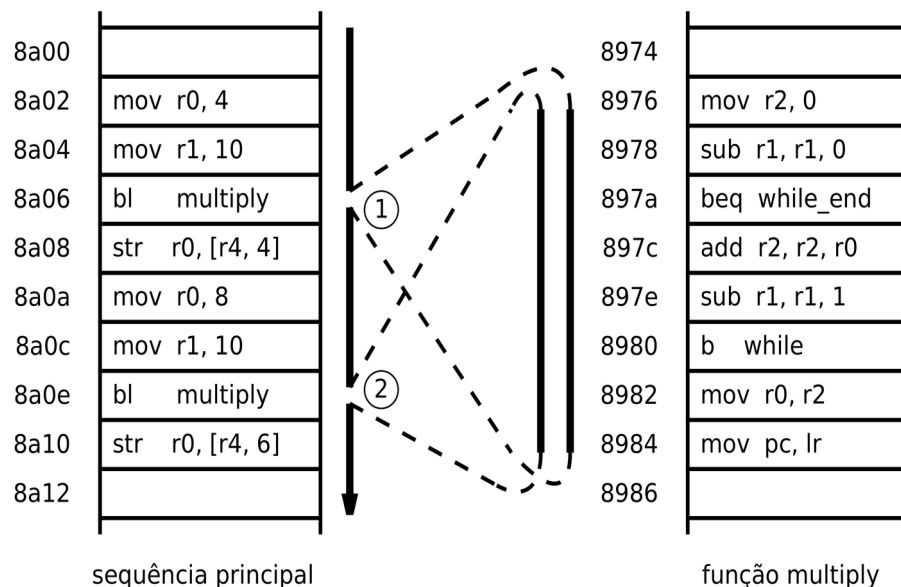 8a00
8a02 mov r0, 4
8a04 mov r1, 10
8a06 bl multiply
8a08 str r0, [r4, 4]
8a0a mov r0, 8
8a0c mov r1, 10
8a0e bl multiply
8a10 str r0, [r4, 6]
8a12
sequência principal
1
2
8974
8976 mov r2, 0
8978 sub r1, r1, 0
897a beq while_end
897c add r2, r2, r0
897e sub r1, r1, 1
8980 b while
8982 mov r0, r2
8984 mov pc, lr
8986
função multiply